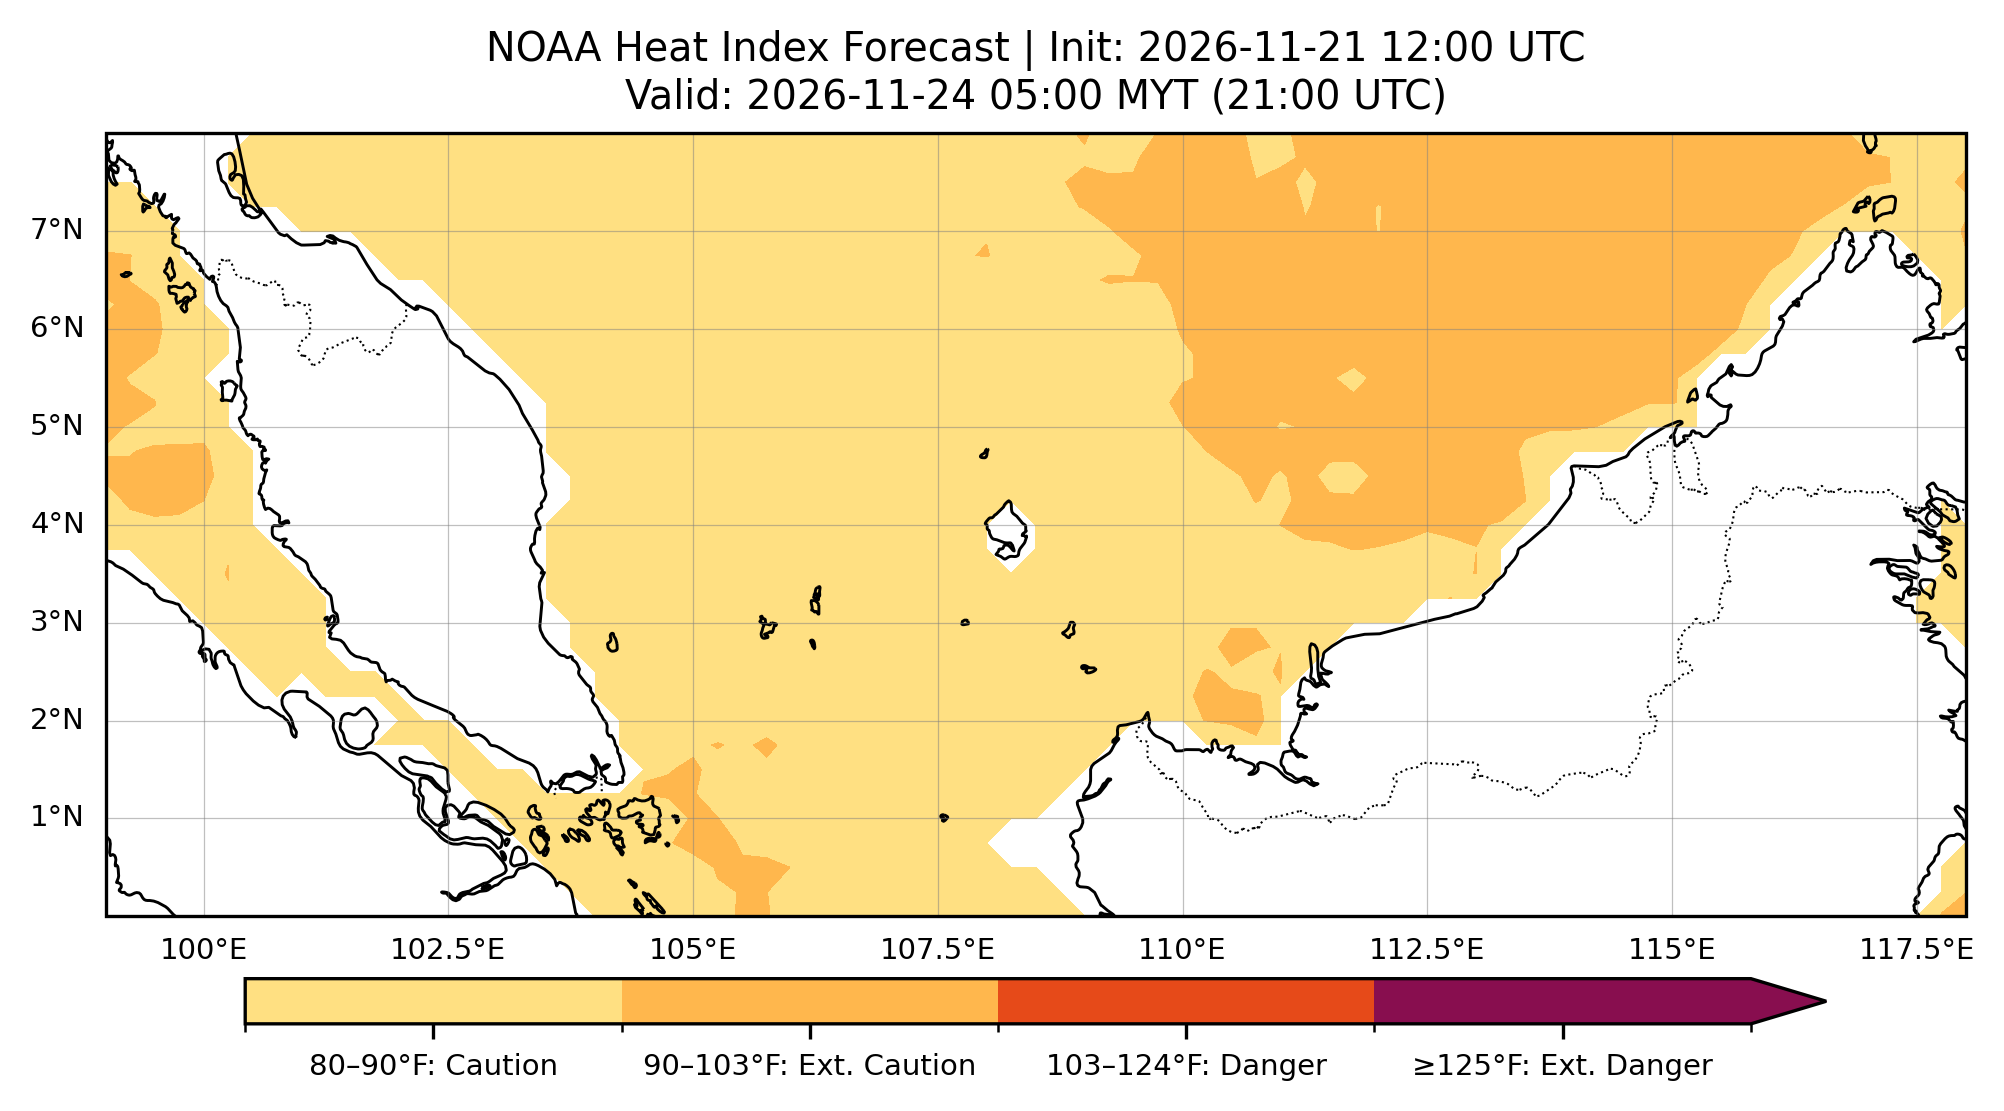 NOAA Heat Index Forecast | Init: 2026-11-21 12:00 UTC
Valid: 2026-11-24 05:00 MYT (21:00 UTC)
7°N
6°N
5°N
4°N
3°N
2°N
1°N
100°E
102.5°E
105°E
107.5°E
110°E
112.5°E
115°E
117.5°E
80–90°F: Caution
90–103°F: Ext. Caution
103–124°F: Danger
≥125°F: Ext. Danger